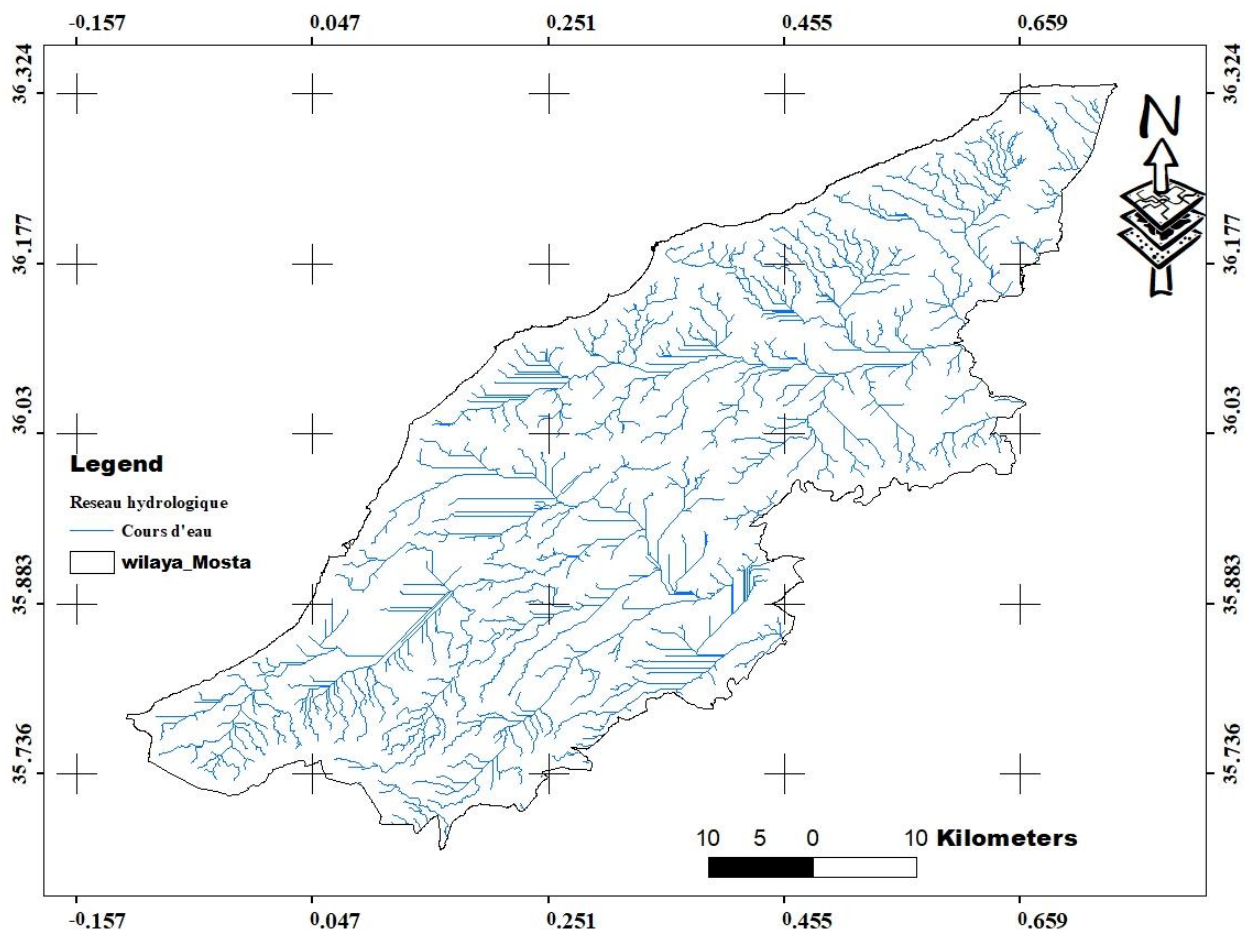 -0.157 0.047 0.251 0.455 0.659
36.324 36.324
N
36.177 36.177
36.03 36.03
Legend
Reseau hydrologique
Cours d'eau
wilaya_Mosta
35.883 35.883
35.736 35.736
10 5 0 10 Kilometers
-0.157 0.047 0.251 0.455 0.659